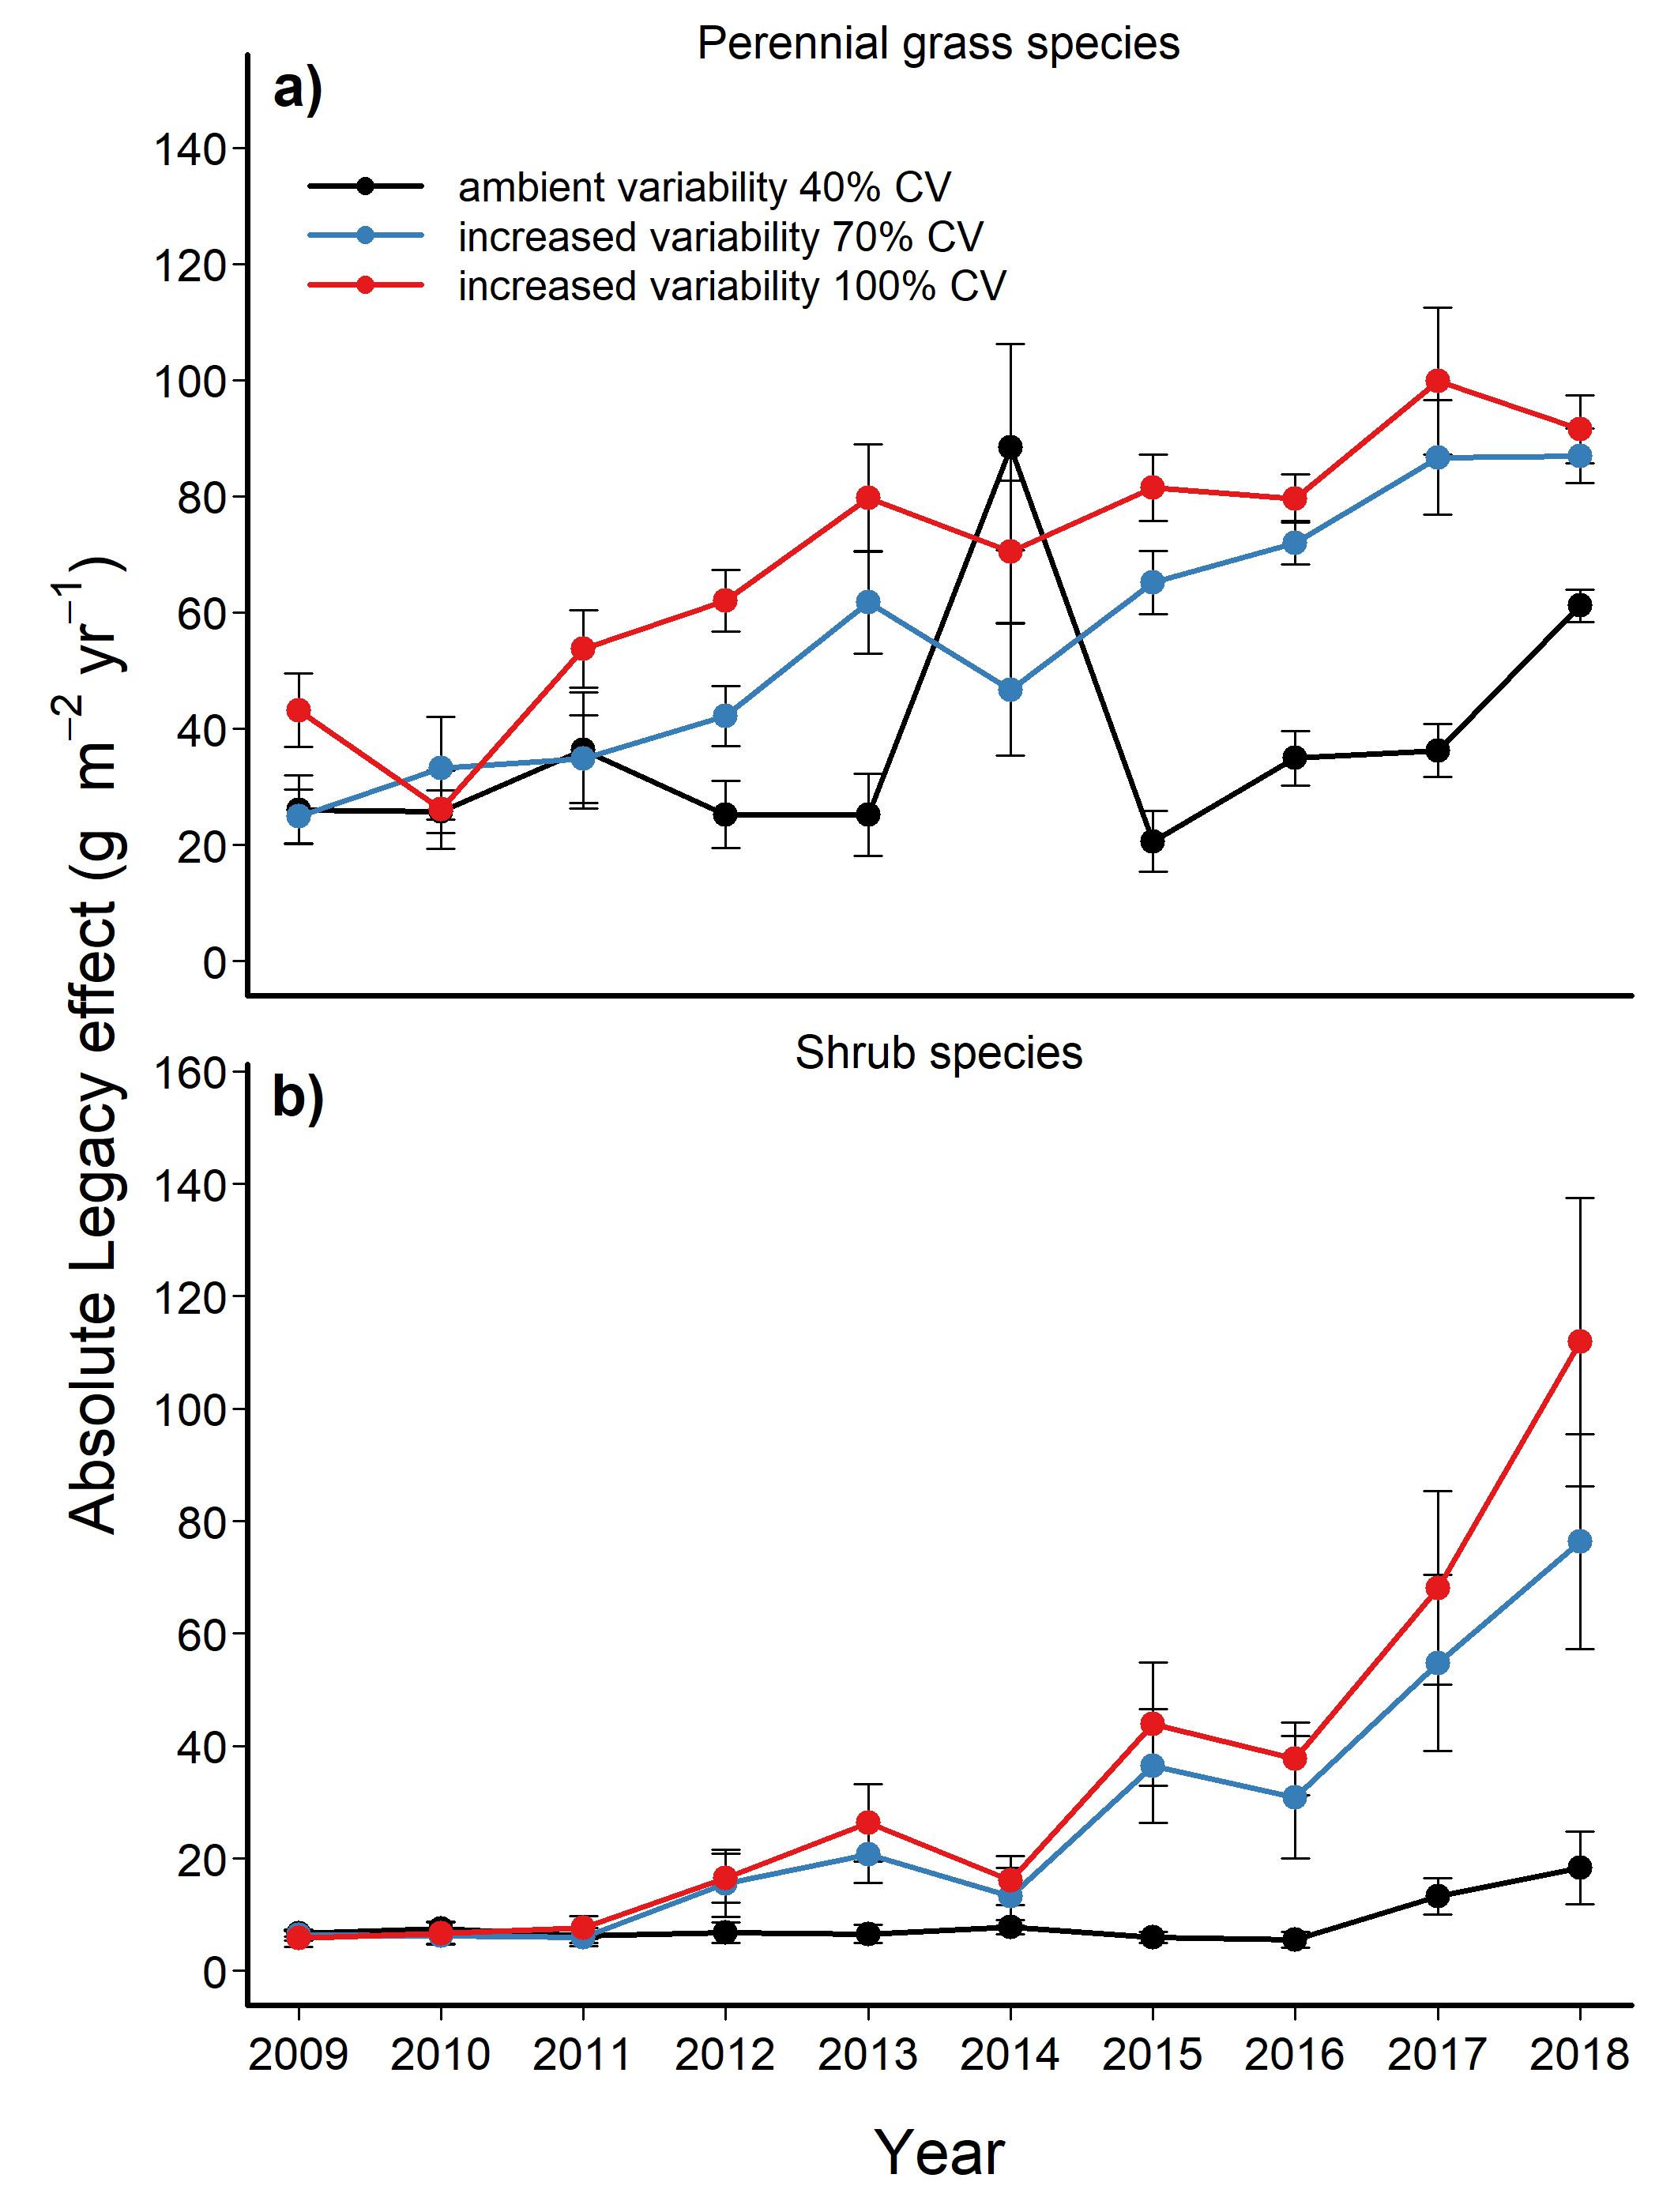 Perennial grass species
a)
140
120
100
80
60
40
20
0
ambient variability 40% CV
increased variability 70% CV
increased variability 100% CV
Absolute Legacy effect (g m⁻² yr⁻¹)
Shrub species
b)
160
140
120
100
80
60
40
20
0
2009 2010 2011 2012 2013 2014 2015 2016 2017 2018
Year